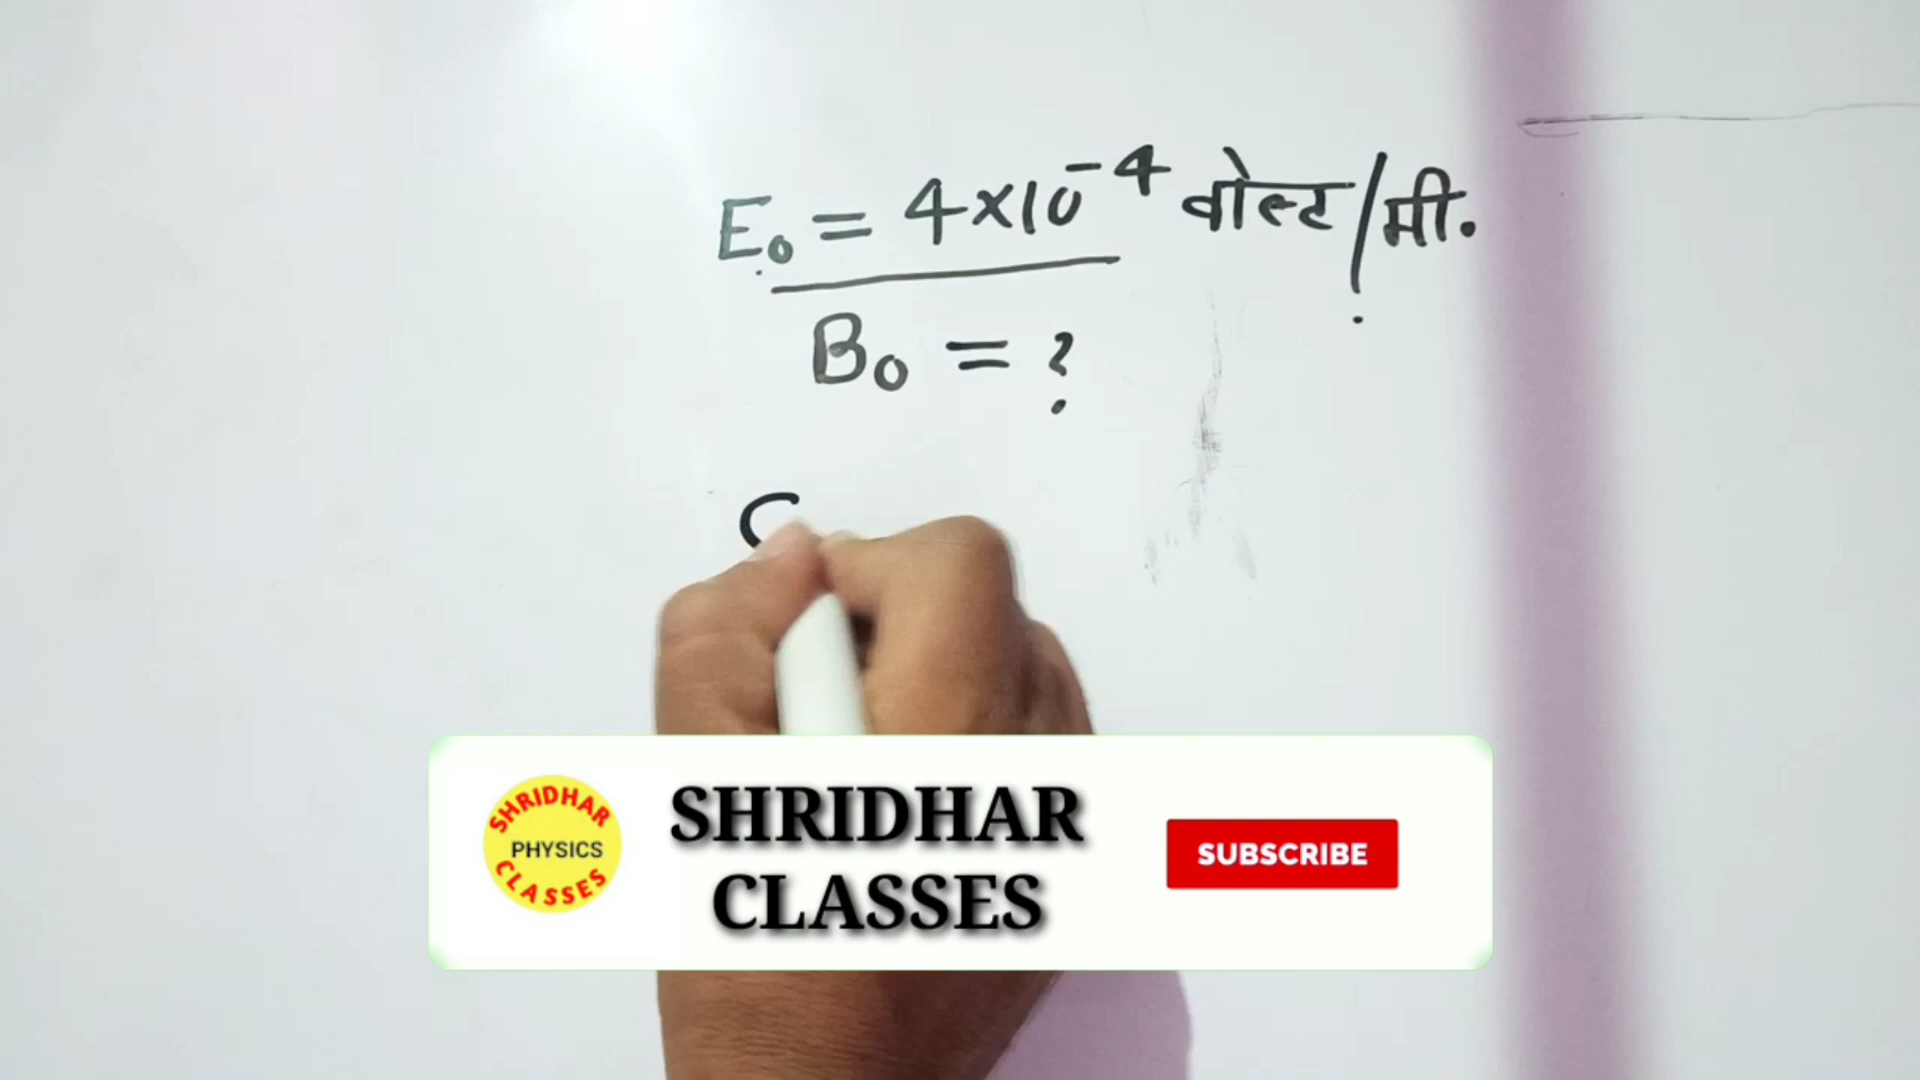 E₀ = 4×10⁻⁴ वोल्ट/मी.
B₀ = ?
C
SHRIDHAR
PHYSICS
CLASSES
SHRIDHAR
CLASSES
SUBSCRIBE